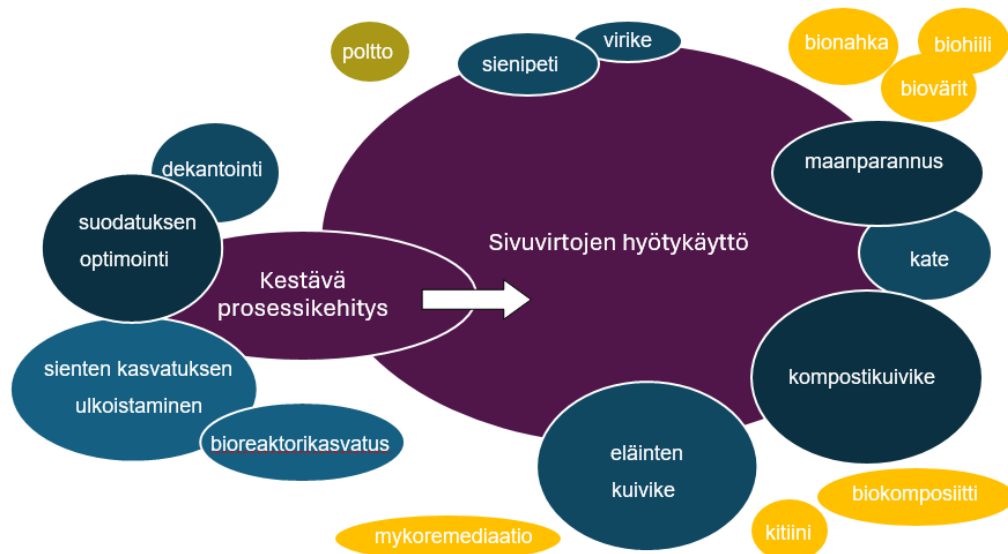 poltto
virike
sienipeti
bionahka
biohiili
biovärit
dekantointi
maanparannus
suodatuksen
optimointi
Sivuvirtojen hyötykäyttö
kate
Kestävä
prosessikehitys
sienten kasvatuksen
ulkoistaminen
kompostikuivike
bioreaktorikasvatus
eläinten
kuivike
biokomposiitti
kitiini
mykoremediaatio